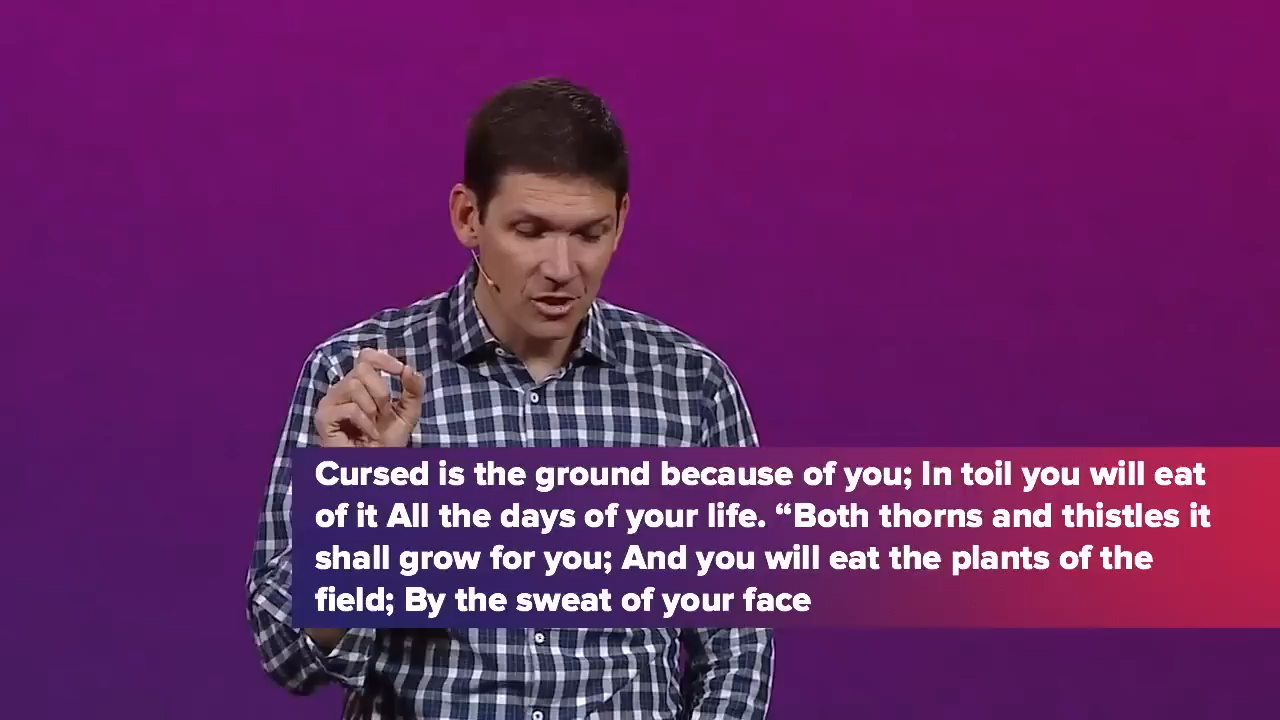 Cursed is the ground because of you; In toil you will eat
of it All the days of your life. “Both thorns and thistles it
shall grow for you; And you will eat the plants of the
field; By the sweat of your face